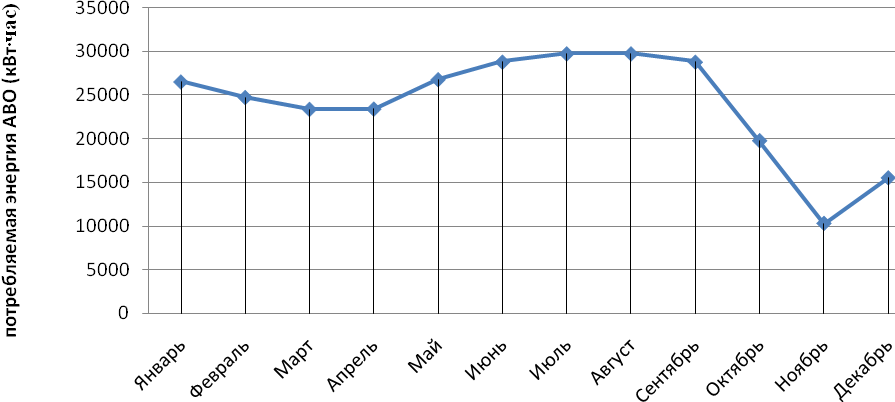 потребляемая энергия АВО (кВт·час)
35000
30000
25000
20000
15000
10000
5000
0
Январь
Февраль
Март
Апрель
Май
Июнь
Июль
Август
Сентябрь
Октябрь
Ноябрь
Декабрь